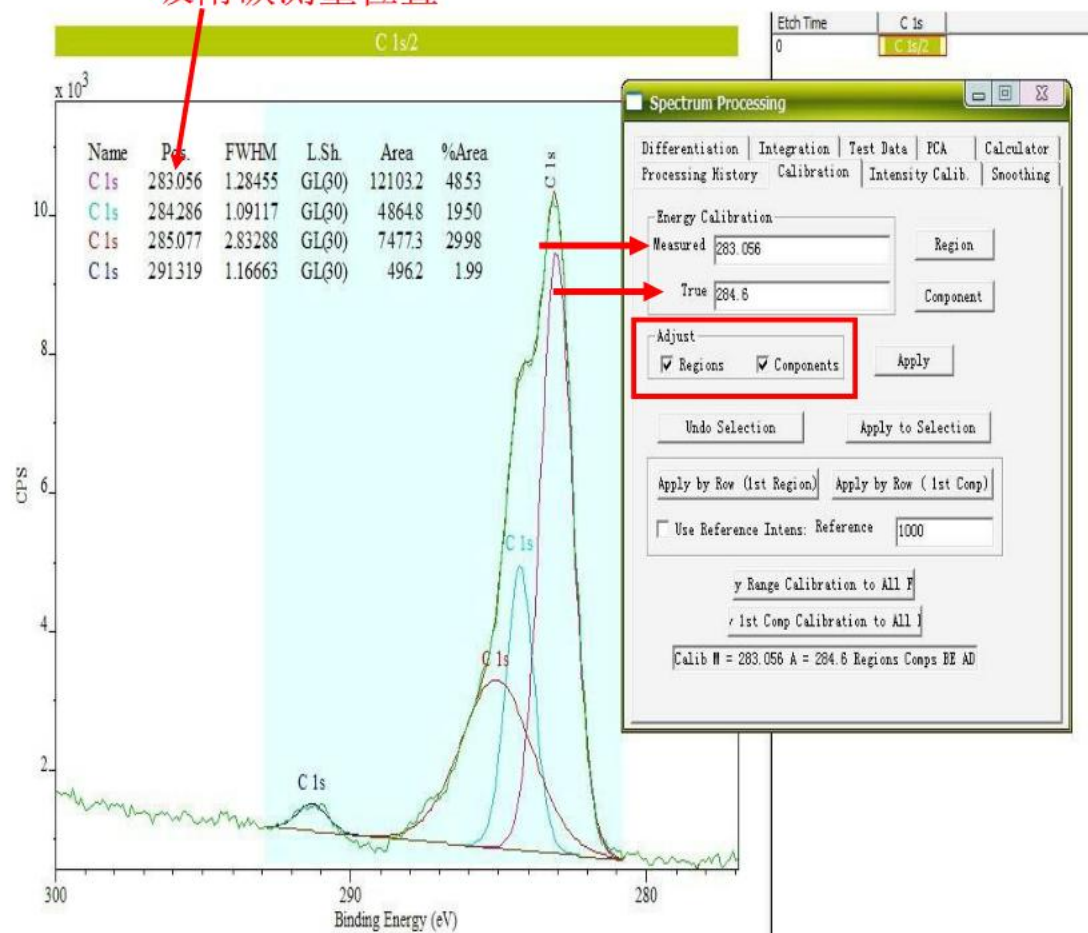 C 1s/2
x 10³
Name Pos. FWHM L.Sh. Area %Area
C 1s 283.056 1.28455 GL(30) 12103.2 48.53
C 1s 284.286 1.09117 GL(30) 4864.8 19.50
C 1s 285.077 2.83288 GL(30) 7477.3 29.98
C 1s 291.319 1.16663 GL(30) 496.2 1.99
C 1s
C 1s
C 1s
C 1s
10
8
6
4
2
CPS
300
290
280
Binding Energy (eV)
Etch Time C 1s
0 C 1s/2
Spectrum Processing
Differentiation Integration Test Data PCA Calculator
Processing History Calibration Intensity Calib. Smoothing
Energy Calibration
Measured 283.056 Region
True 284.6 Component
Adjust
Regions Components Apply
Undo Selection Apply to Selection
Apply by Row (1st Region) Apply by Row ( 1st Comp)
Use Reference Intens: Reference 1000
y Range Calibration to All F
1st Comp Calibration to All
Calib M = 283.056 A = 284.6 Regions Comps BE AD